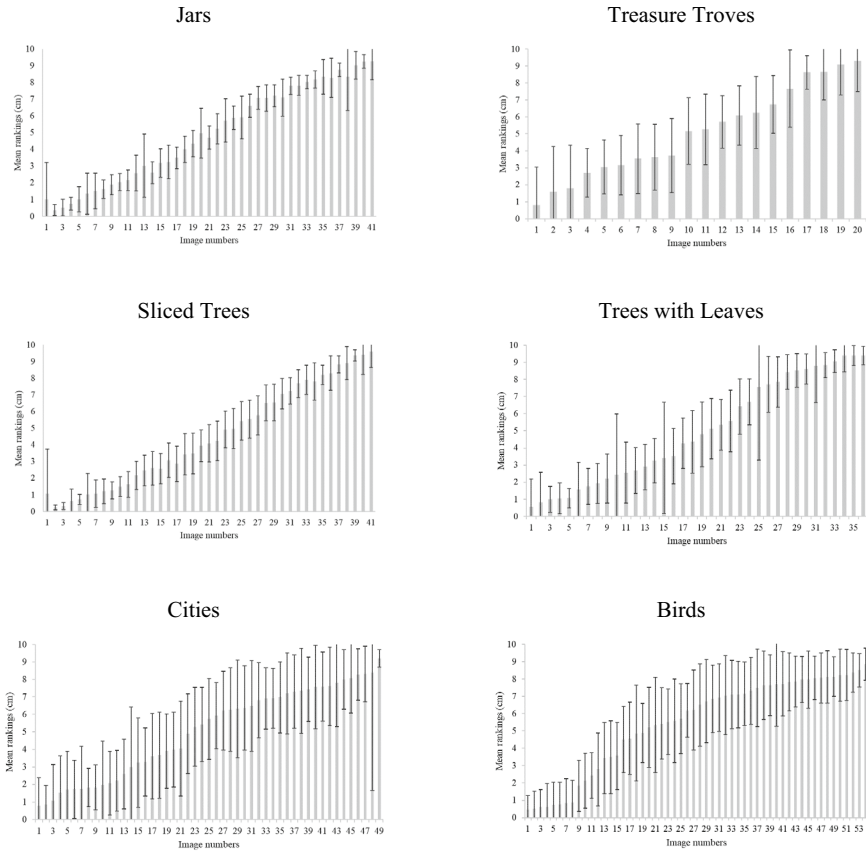 Jars
Mean rankings (cm)
10
9
8
7
6
5
4
3
2
1
0
1 3 5 7 9 11 13 15 17 19 21 23 25 27 29 31 33 35 37 39 41
Image numbers
Treasure Troves
Mean rankings (cm)
10
9
8
7
6
5
4
3
2
1
0
1 2 3 4 5 6 7 8 9 10 11 12 13 14 15 16 17 18 19 20
Image numbers
Sliced Trees
Mean rankings (cm)
10
9
8
7
6
5
4
3
2
1
0
1 3 5 7 9 11 13 15 17 19 21 23 25 27 29 31 33 35 37 39 41
Image numbers
Trees with Leaves
Mean rankings (cm)
10
9
8
7
6
5
4
3
2
1
0
1 3 5 7 9 11 13 15 17 19 21 23 25 27 29 31 33 35
Image numbers
Cities
Mean rankings (cm)
10
9
8
7
6
5
4
3
2
1
0
1 3 5 7 9 11 13 15 17 19 21 23 25 27 29 31 33 35 37 39 41 43 45 47 49
Image numbers
Birds
Mean rankings (cm)
10
9
8
7
6
5
4
3
2
1
0
1 3 5 7 9 11 13 15 17 19 21 23 25 27 29 31 33 35 37 39 41 43 45 47 49 51 53
Image numbers